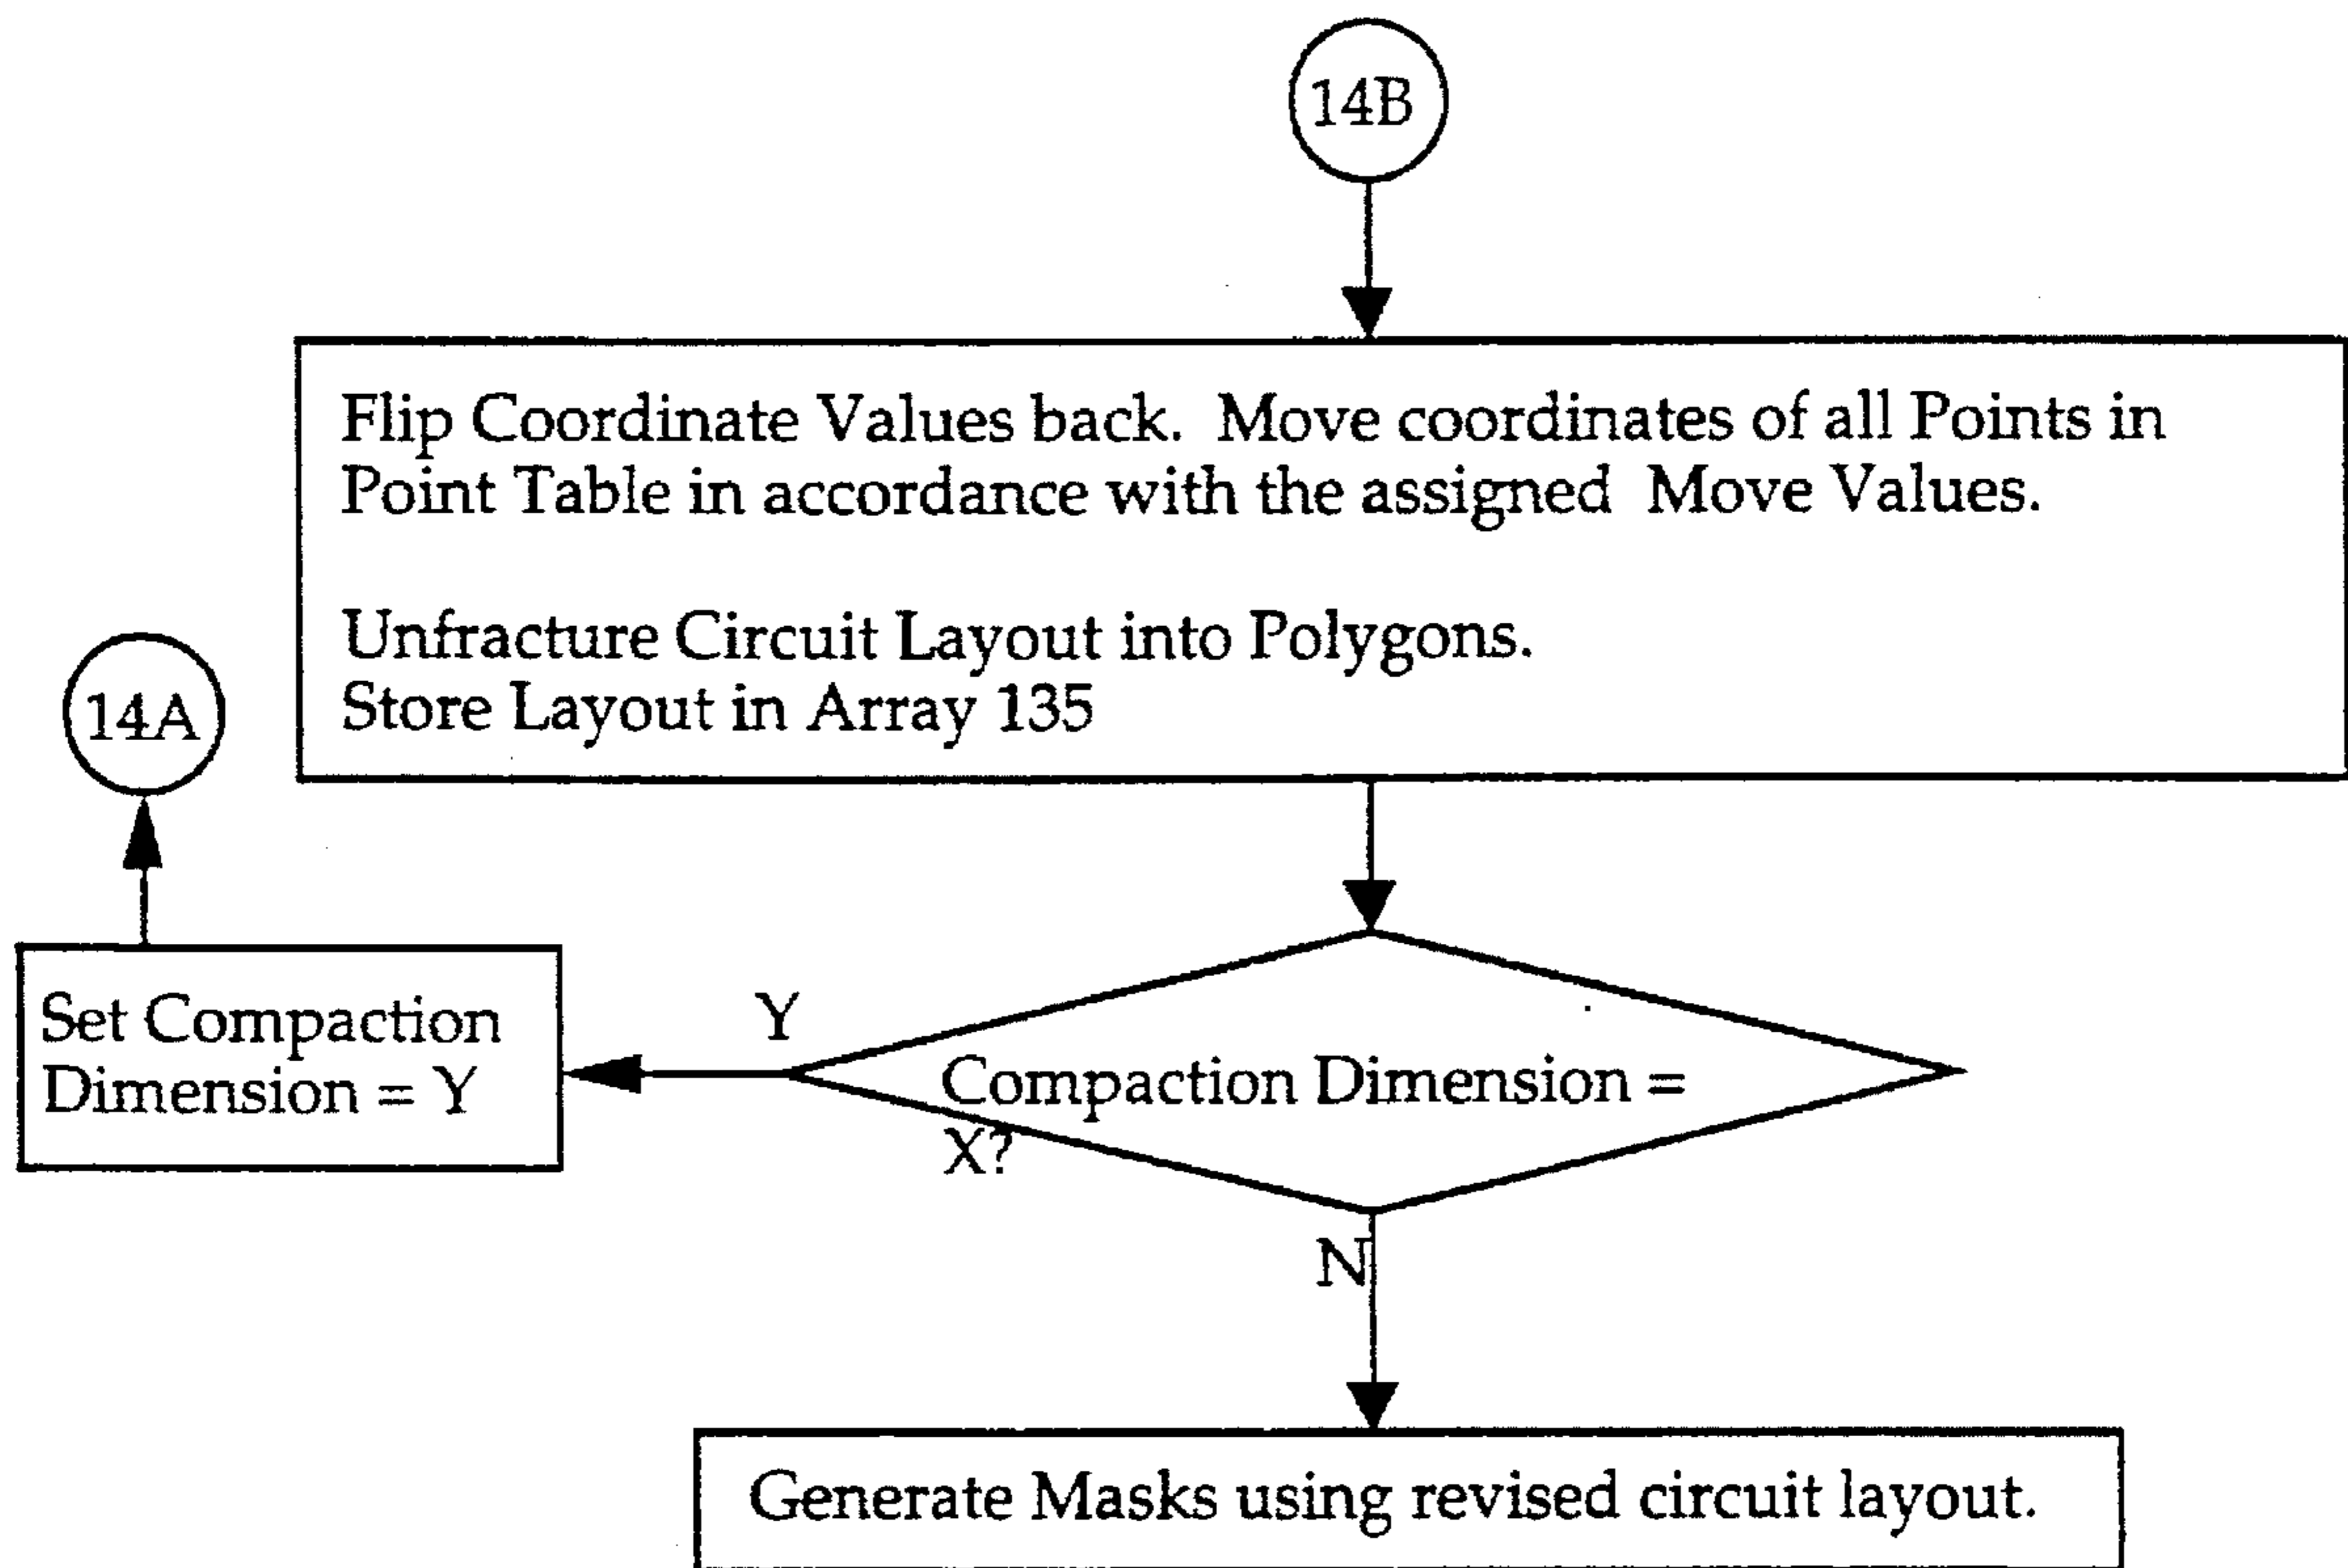 14B
Flip Coordinate Values back. Move coordinates of all Points in
Point Table in accordance with the assigned Move Values.
Unfracture Circuit Layout into Polygons.
Store Layout in Array 135
14A
Set Compaction
Dimension = Y
Y
Compaction Dimension =
X?
N
Generate Masks using revised circuit layout.